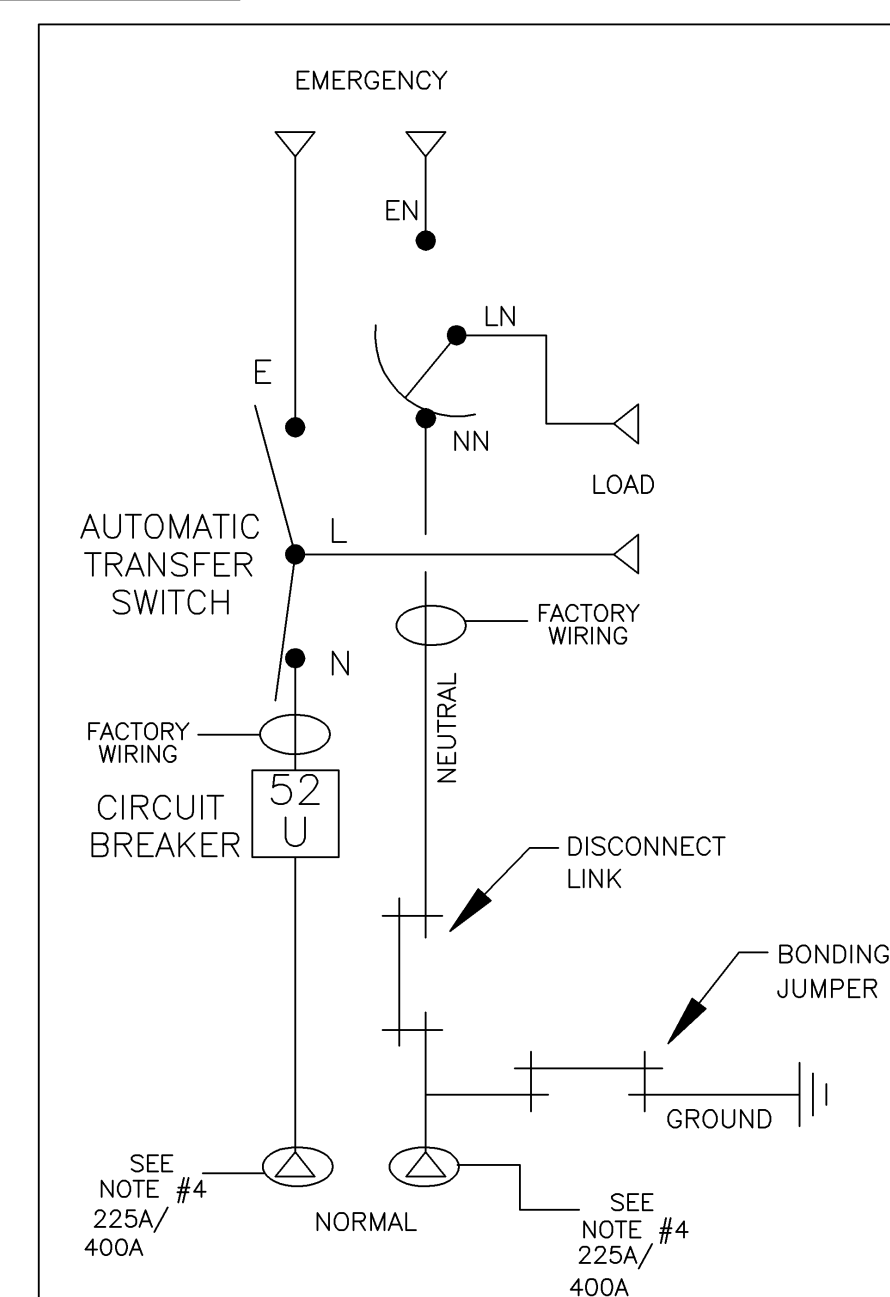 EMERGENCY
EN
LN
E
NN
LOAD
AUTOMATIC
TRANSFER
SWITCH
L
FACTORY
WIRING
N
NEUTRAL
FACTORY
WIRING
52
U
CIRCUIT
BREAKER
DISCONNECT
LINK
BONDING
JUMPER
GROUND
SEE
NOTE #4
225A/
400A
NORMAL
SEE
NOTE #4
225A/
400A